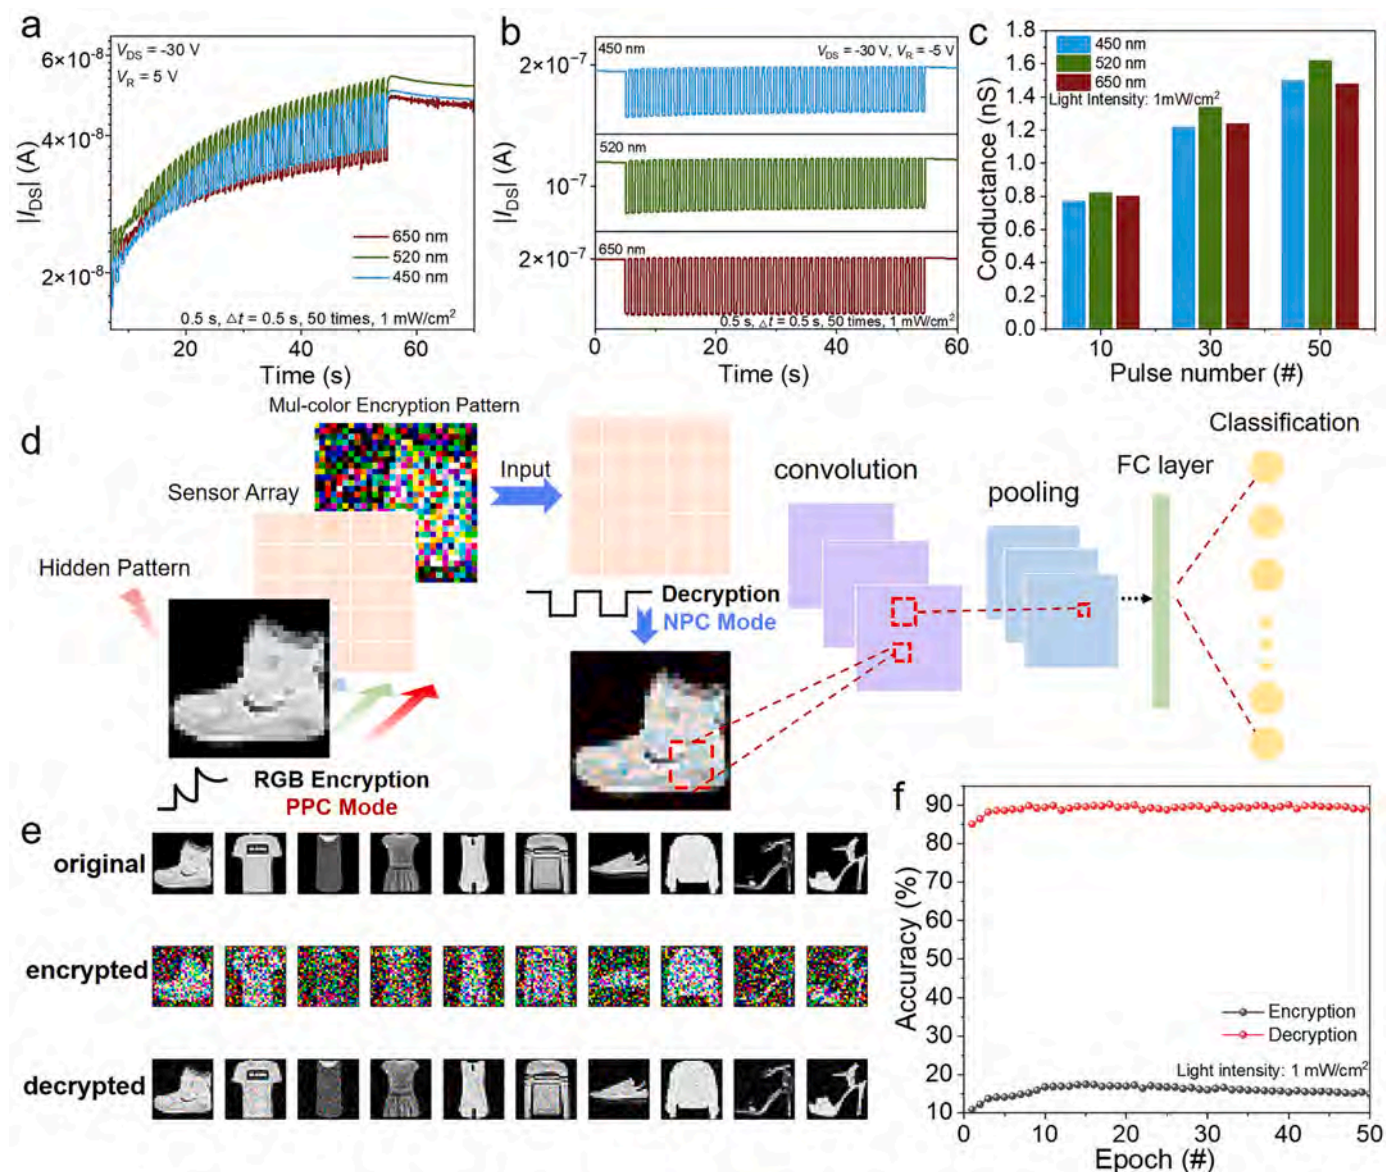 a
V_DS = -30 V
V_R = 5 V
6×10⁻⁸
4×10⁻⁸
2×10⁻⁸
|I_DS| (A)
650 nm
520 nm
450 nm
0.5 s, △t = 0.5 s, 50 times, 1 mW/cm²
20 40 60
Time (s)
b
450 nm
V_DS = -30 V, V_R = -5 V
2×10⁻⁷
520 nm
10⁻⁷
650 nm
2×10⁻⁷
|I_DS| (A)
|I_DS| (A)
0.5 s, △t = 0.5 s, 50 times, 1 mW/cm²
0 20 40 60
Time (s)
c
1.8
1.6
1.4
1.2
1.0
0.8
0.6
0.4
0.2
0.0
Conductance (nS)
450 nm
520 nm
650 nm
Light Intensity: 1mW/cm²
10 30 50
Pulse number (#)
d
Mul-color Encryption Pattern
Sensor Array
Hidden Pattern
Input
Decryption
NPC Mode
RGB Encryption
PPC Mode
convolution
pooling
FC layer
Classification
e
original
encrypted
decrypted
f
90
80
70
60
50
40
30
20
10
Accuracy (%)
Encryption
Decryption
Light intensity: 1 mW/cm²
0 10 20 30 40 50
Epoch (#)